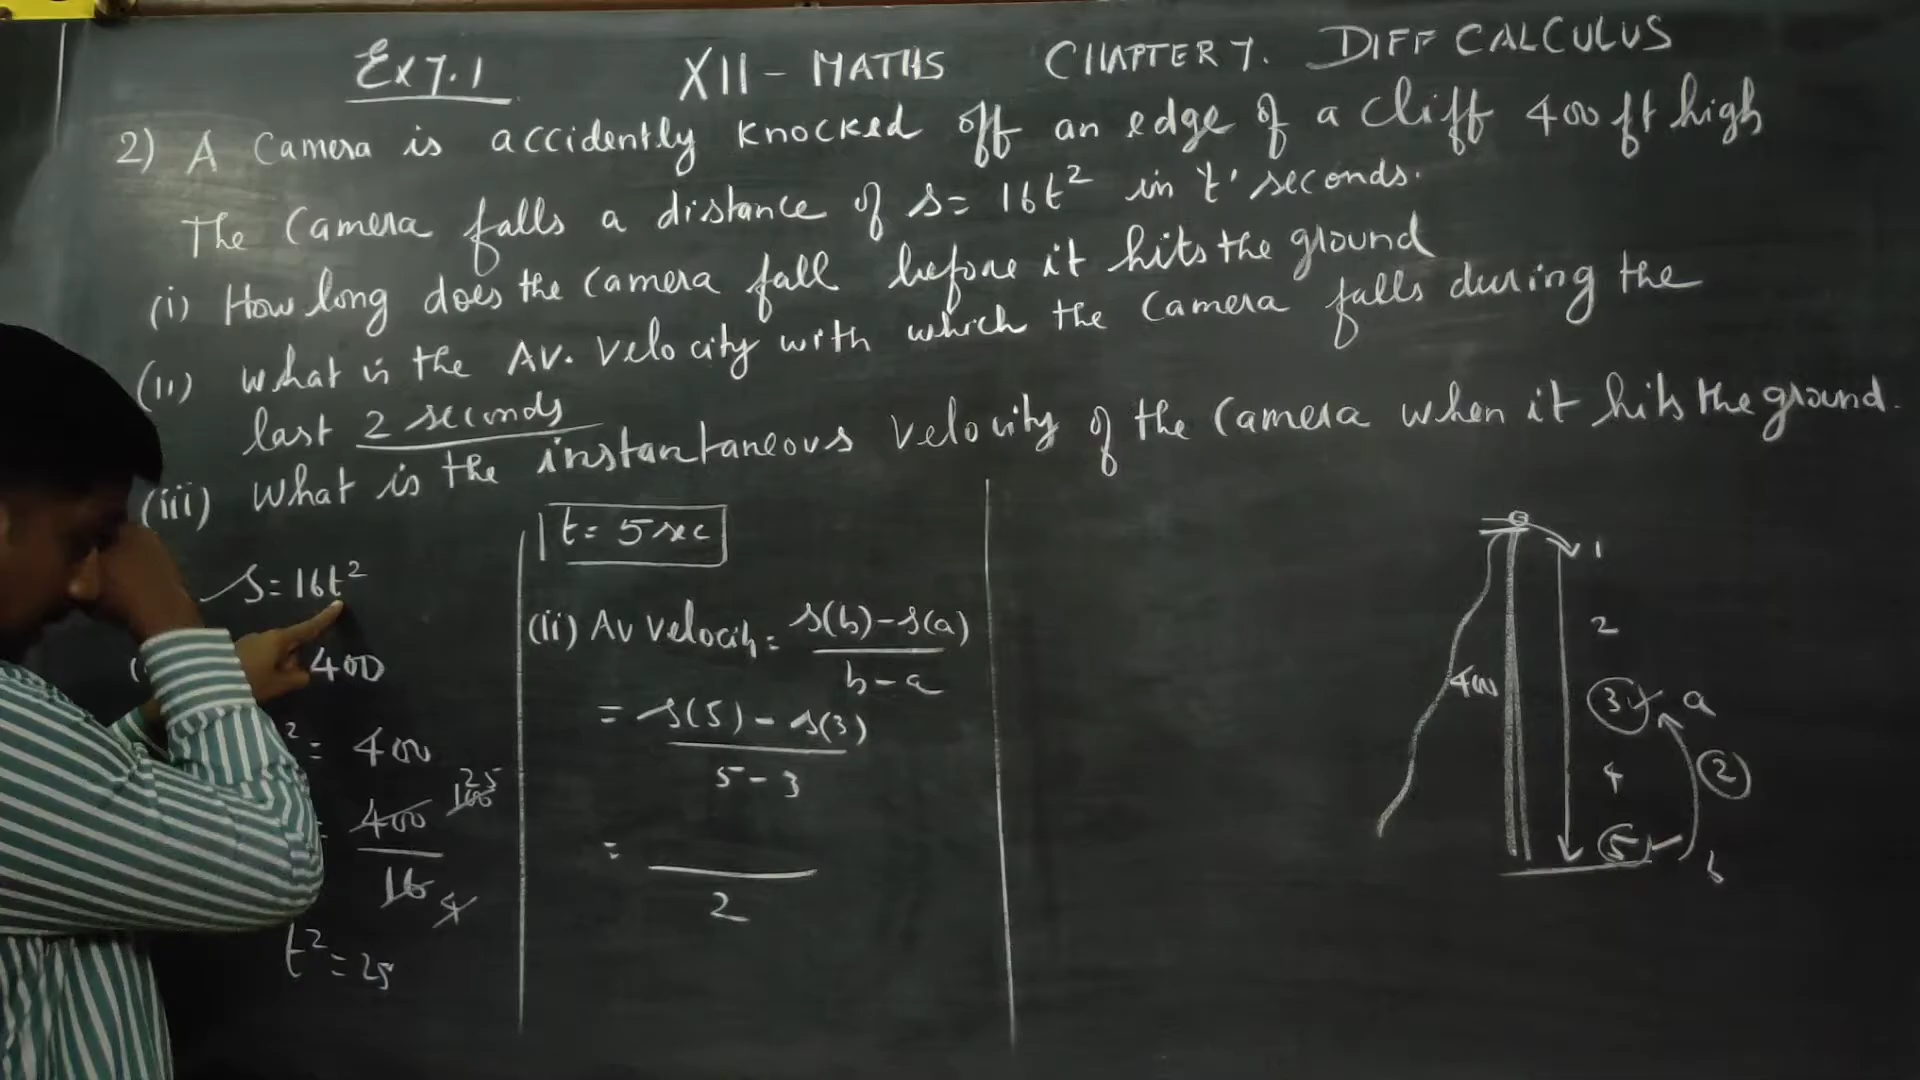 Ex 7.1 XII - MATHS CHAPTER 7. DIFF CALCULUS
2) A Camera is accidently knocked off an edge of a cliff 400 ft high
The Camera falls a distance of s = 16t² in 't' seconds.
(i) How long does the camera fall before it hits the ground
(ii) What is the Av. velocity with which the camera falls during the
last 2 seconds
(iii) What is the instantaneous velocity of the camera when it hits the ground.
s = 16t²
400
² = 400
= 400 100 25
16 4
t² = 25
t = 5 sec
(ii) Av velocity = s(b) - s(a)
b - a
= s(5) - s(3)
5 - 3
=
2
1
2
400
3 a
4 2
5 b